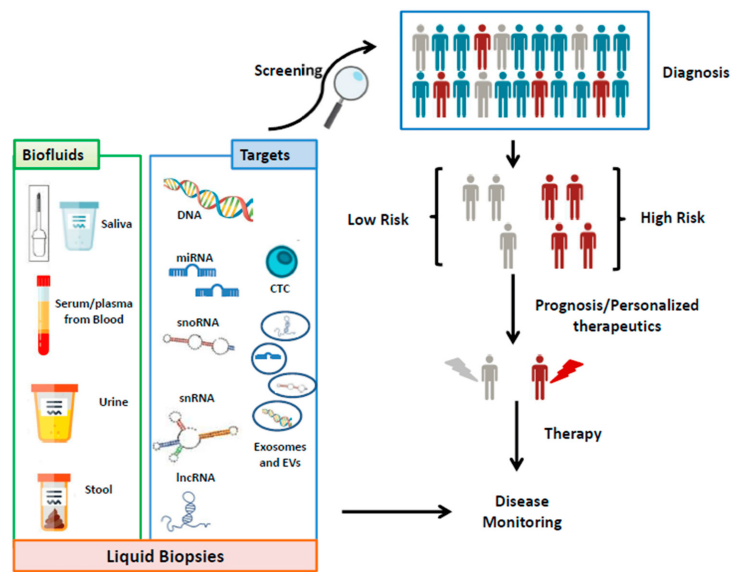 Screening
Diagnosis
Biofluids
Targets
Saliva
Serum/plasma
from Blood
Urine
Stool
DNA
miRNA
CTC
snoRNA
snRNA
Exosomes
and EVs
lncRNA
Liquid Biopsies
Low Risk
High Risk
Prognosis/Personalized
therapeutics
Therapy
Disease
Monitoring